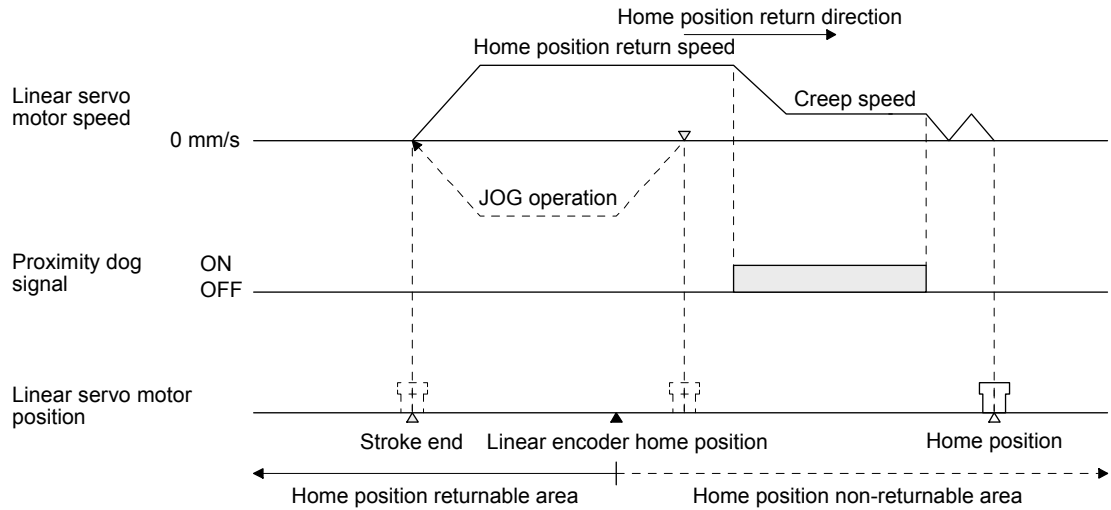 Home position return direction
Home position return speed
Linear servo
motor speed
Creep speed
0 mm/s
JOG operation
Proximity dog
signal
ON
OFF
Linear servo motor
position
Stroke end
Linear encoder home position
Home position
Home position returnable area
Home position non-returnable area